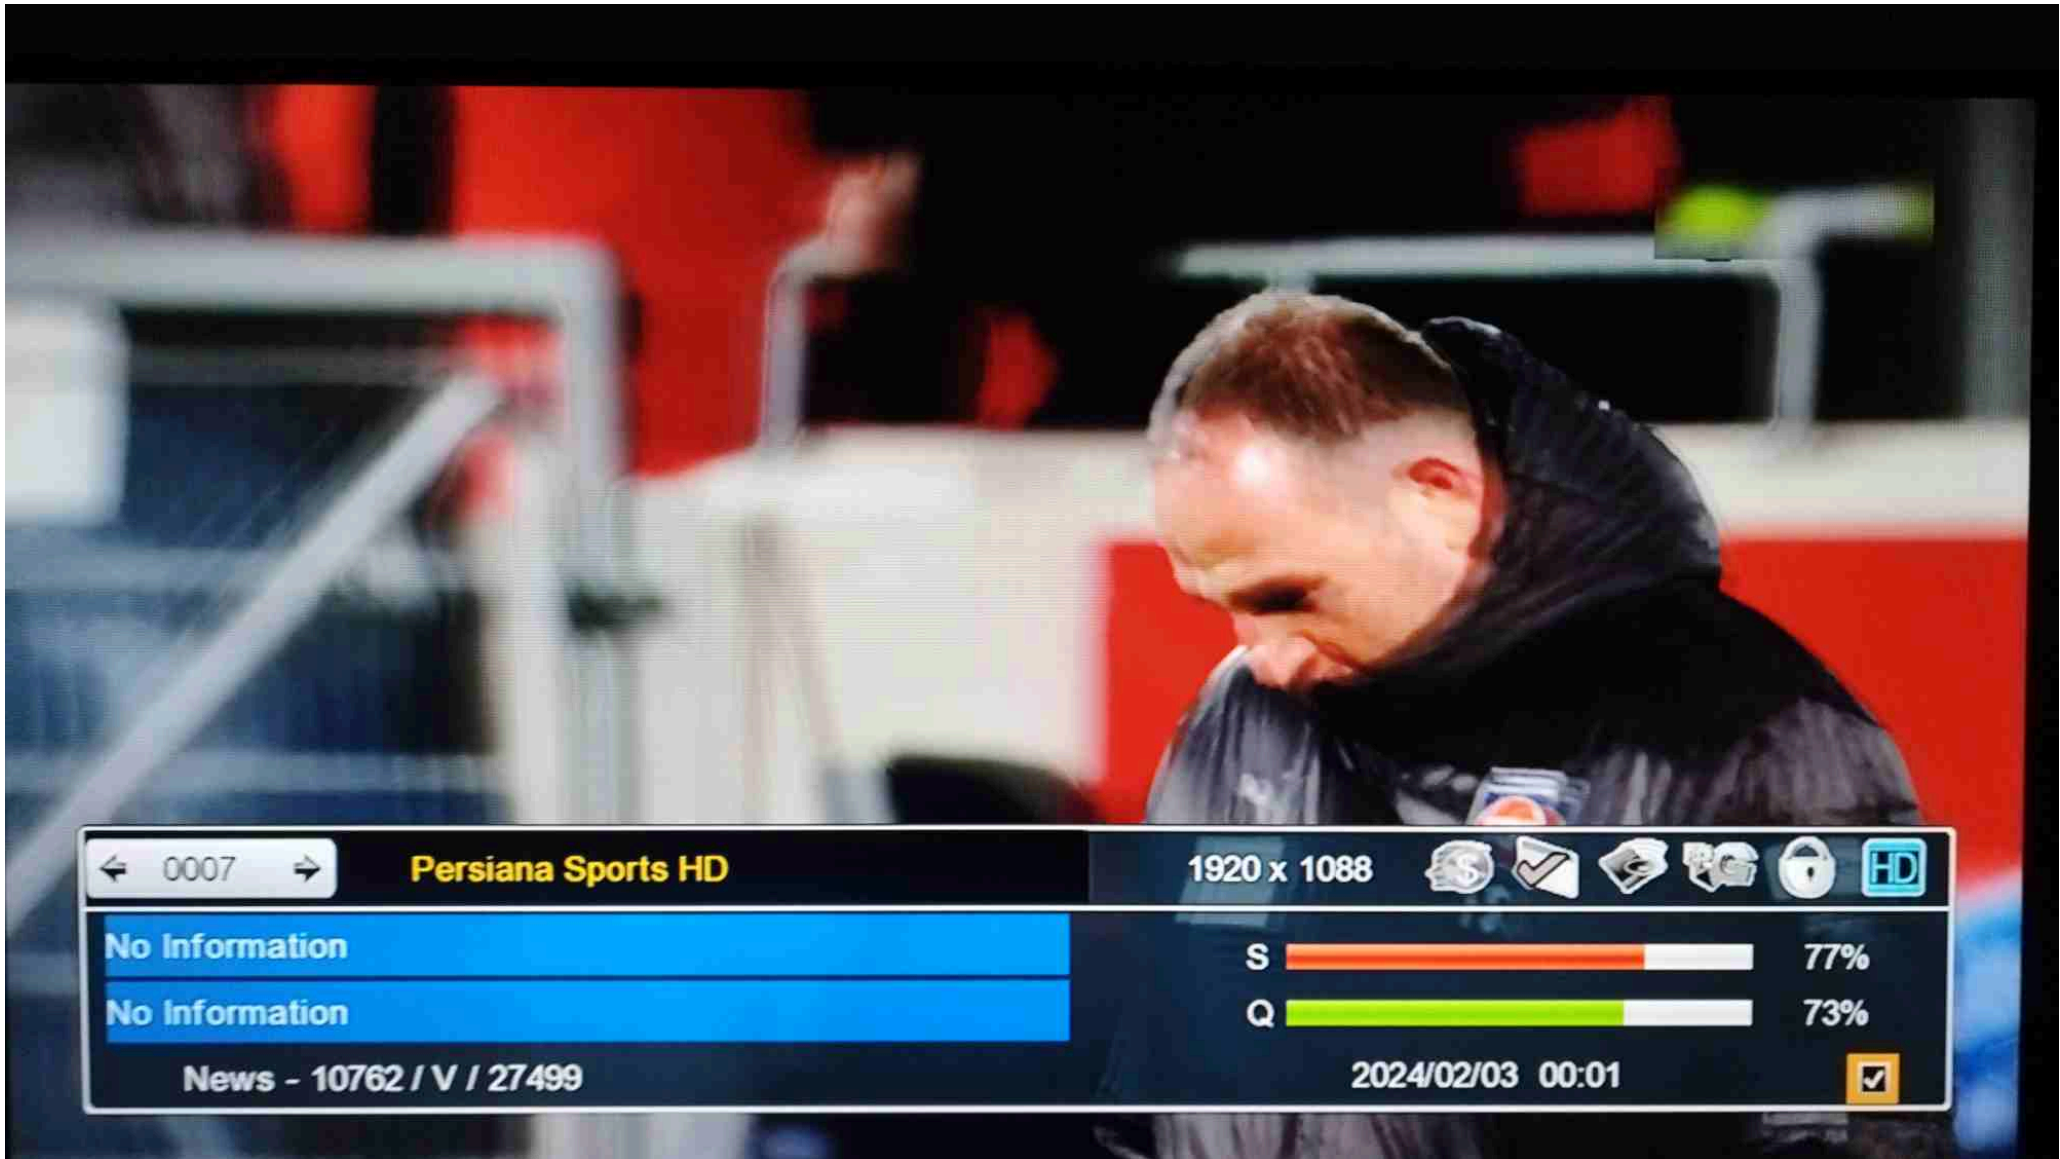 0007
Persiana Sports HD
1920 x 1088
HD
No Information
S 77%
No Information
Q 73%
News - 10762 / V / 27499
2024/02/03 00:01